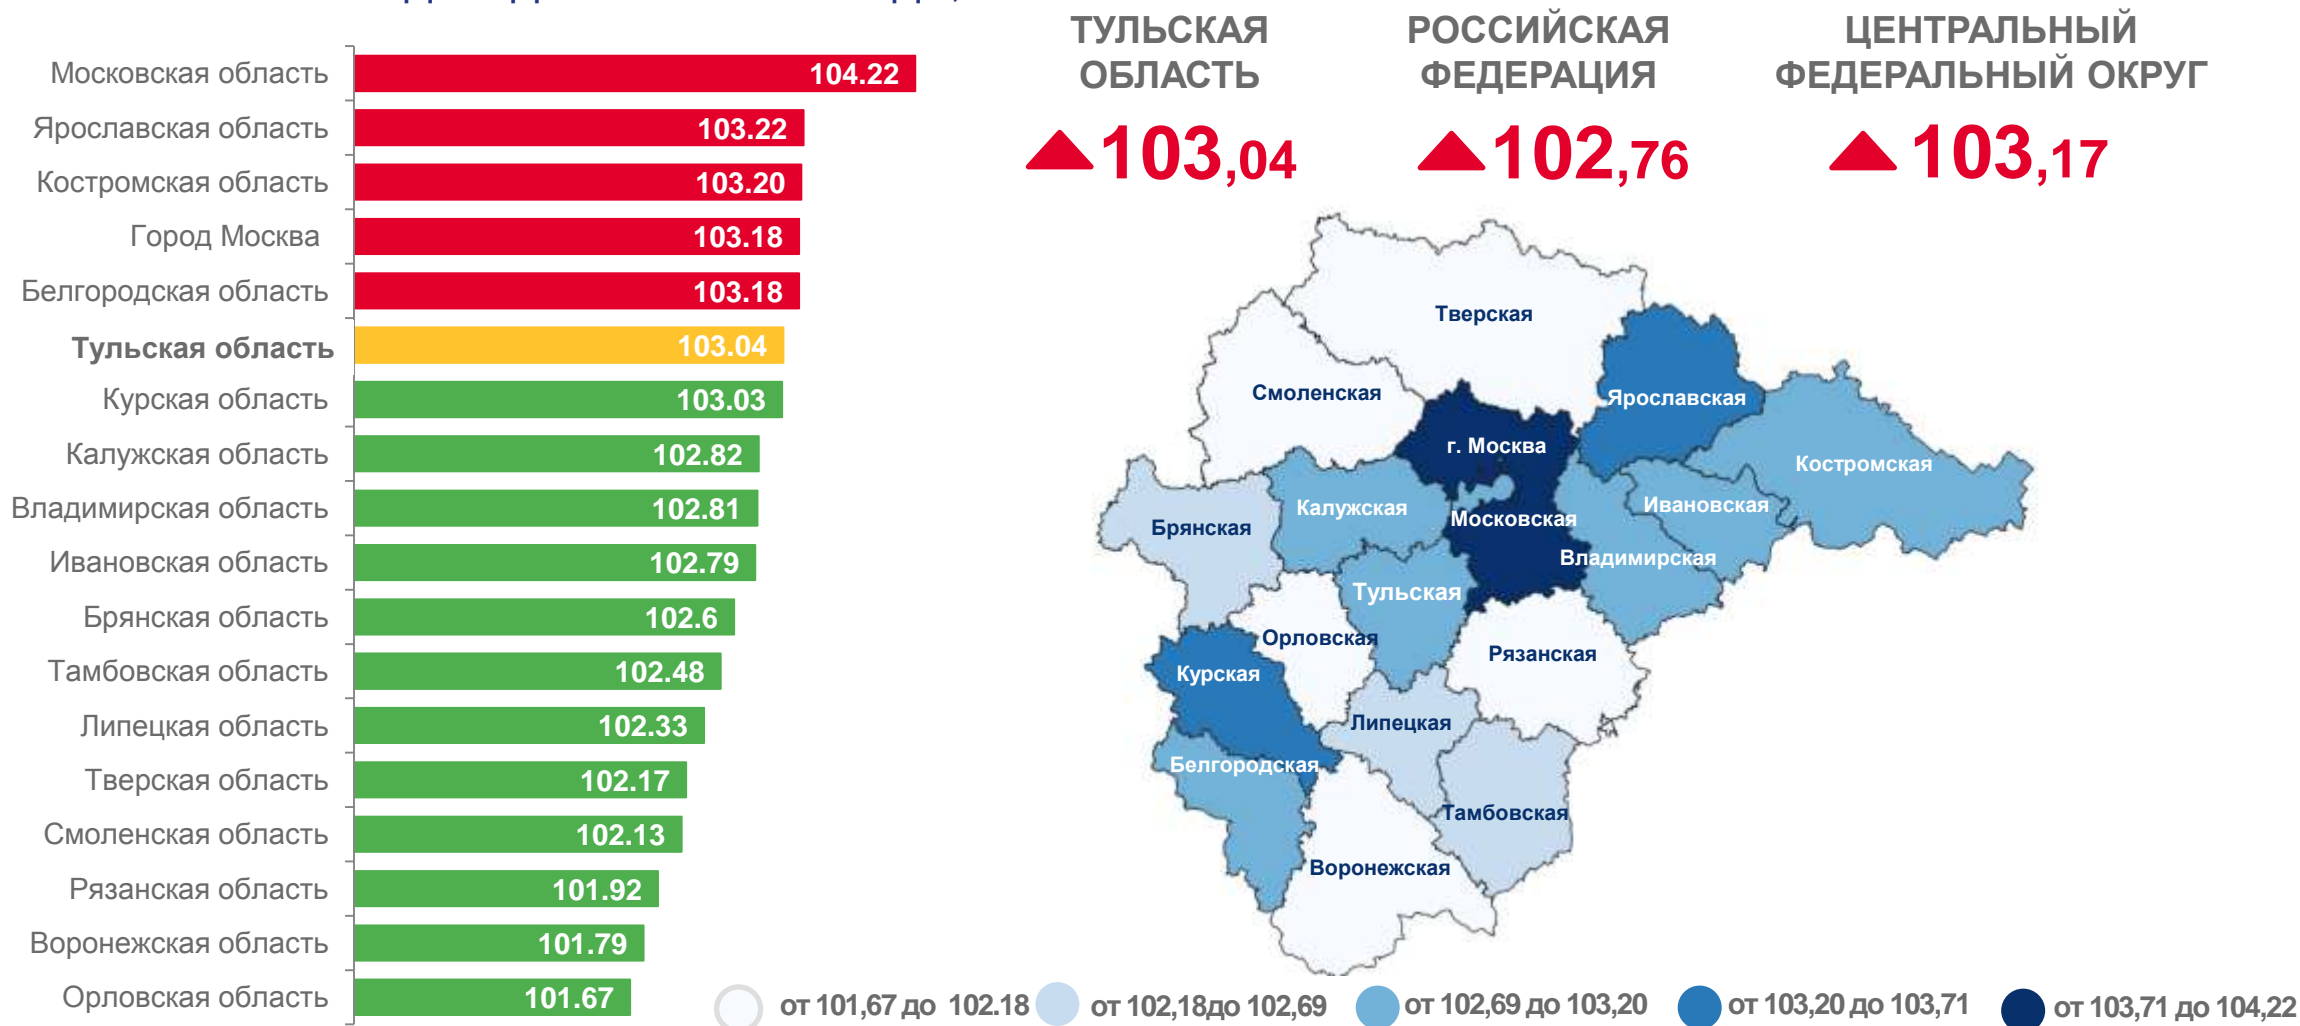 Московская область 104.22
Ярославская область 103.22
Костромская область 103.20
Город Москва 103.18
Белгородская область 103.18
Тульская область 103.04
Курская область 103.03
Калужская область 102.82
Владимирская область 102.81
Ивановская область 102.79
Брянская область 102.6
Тамбовская область 102.48
Липецкая область 102.33
Тверская область 102.17
Смоленская область 102.13
Рязанская область 101.92
Воронежская область 101.79
Орловская область 101.67
ТУЛЬСКАЯ
ОБЛАСТЬ
103,04
РОССИЙСКАЯ
ФЕДЕРАЦИЯ
102,76
ЦЕНТРАЛЬНЫЙ
ФЕДЕРАЛЬНЫЙ ОКРУГ
103,17
Тверская
Смоленская
Ярославская
г. Москва
Костромская
Калужская
Ивановская
Московская
Брянская
Владимирская
Тульская
Орловская
Рязанская
Курская
Липецкая
Белгородская
Тамбовская
Воронежская
от 101,67 до 102.18
от 102,18до 102,69
от 102,69 до 103,20
от 103,20 до 103,71
от 103,71 до 104,22